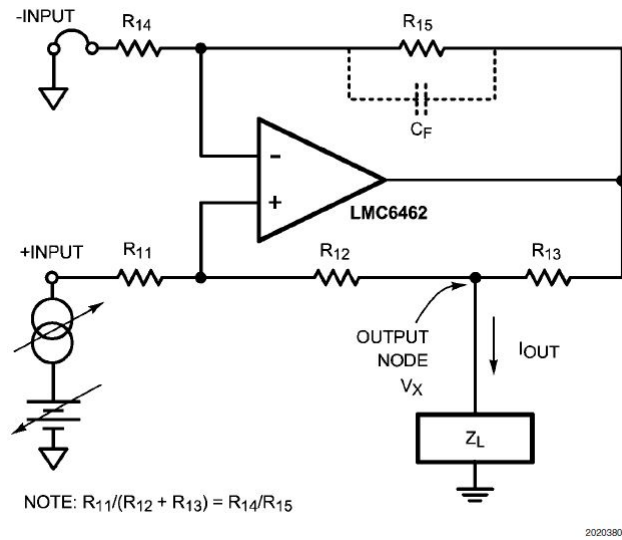 -INPUT
R14
R15
CF
-
+
LMC6462
+INPUT
R11
R12
R13
OUTPUT
NODE
VX
IOUT
ZL
NOTE: R11/(R12 + R13) = R14/R15
2020380